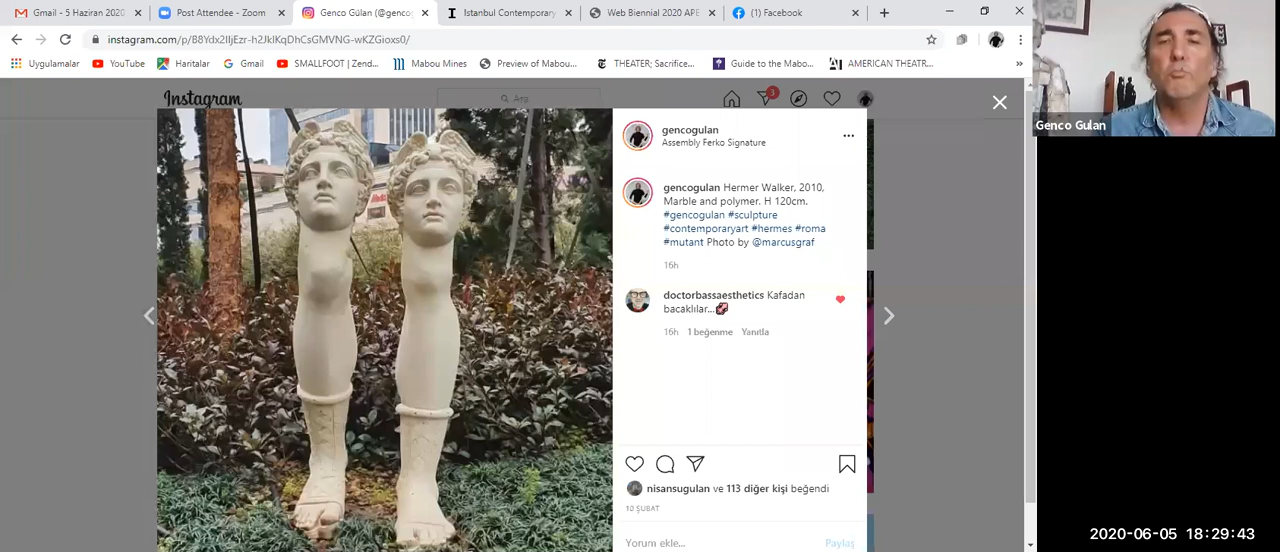 Gmail - 5 Haziran 2020
Post Attendee - Zoom
Genco Gülan (@genco
Istanbul Contemporary
Web Biennial 2020 APE
(1) Facebook
instagram.com/p/B8Ydx2IIjEzr-h2JkIKqDhCsGMVNG-wKZGioxs0/
Uygulamalar
YouTube
Haritalar
Gmail
SMALLFOOT | Zend...
Mabou Mines
Preview of Mabou...
THEATER; Sacrifice...
Guide to the Mabo...
AMERICAN THEATR...
Instagram
Ara
3
gencogulan
Assembly Ferko Signature
gencogulan Hermer Walker, 2010,
Marble and polymer. H 120cm.
#gencogulan #sculpture
#contemporaryart #hermes #roma
#mutant Photo by @marcusgraf
16h
doctorbassaesthetics Kafadan
bacaklılar...
16h 1 beğenme Yanıtla
nisansugulan ve 113 diğer kişi beğendi
10 ŞUBAT
Yorum ekle...
Paylaş
Genco Gulan
2020-06-05 18:29:43